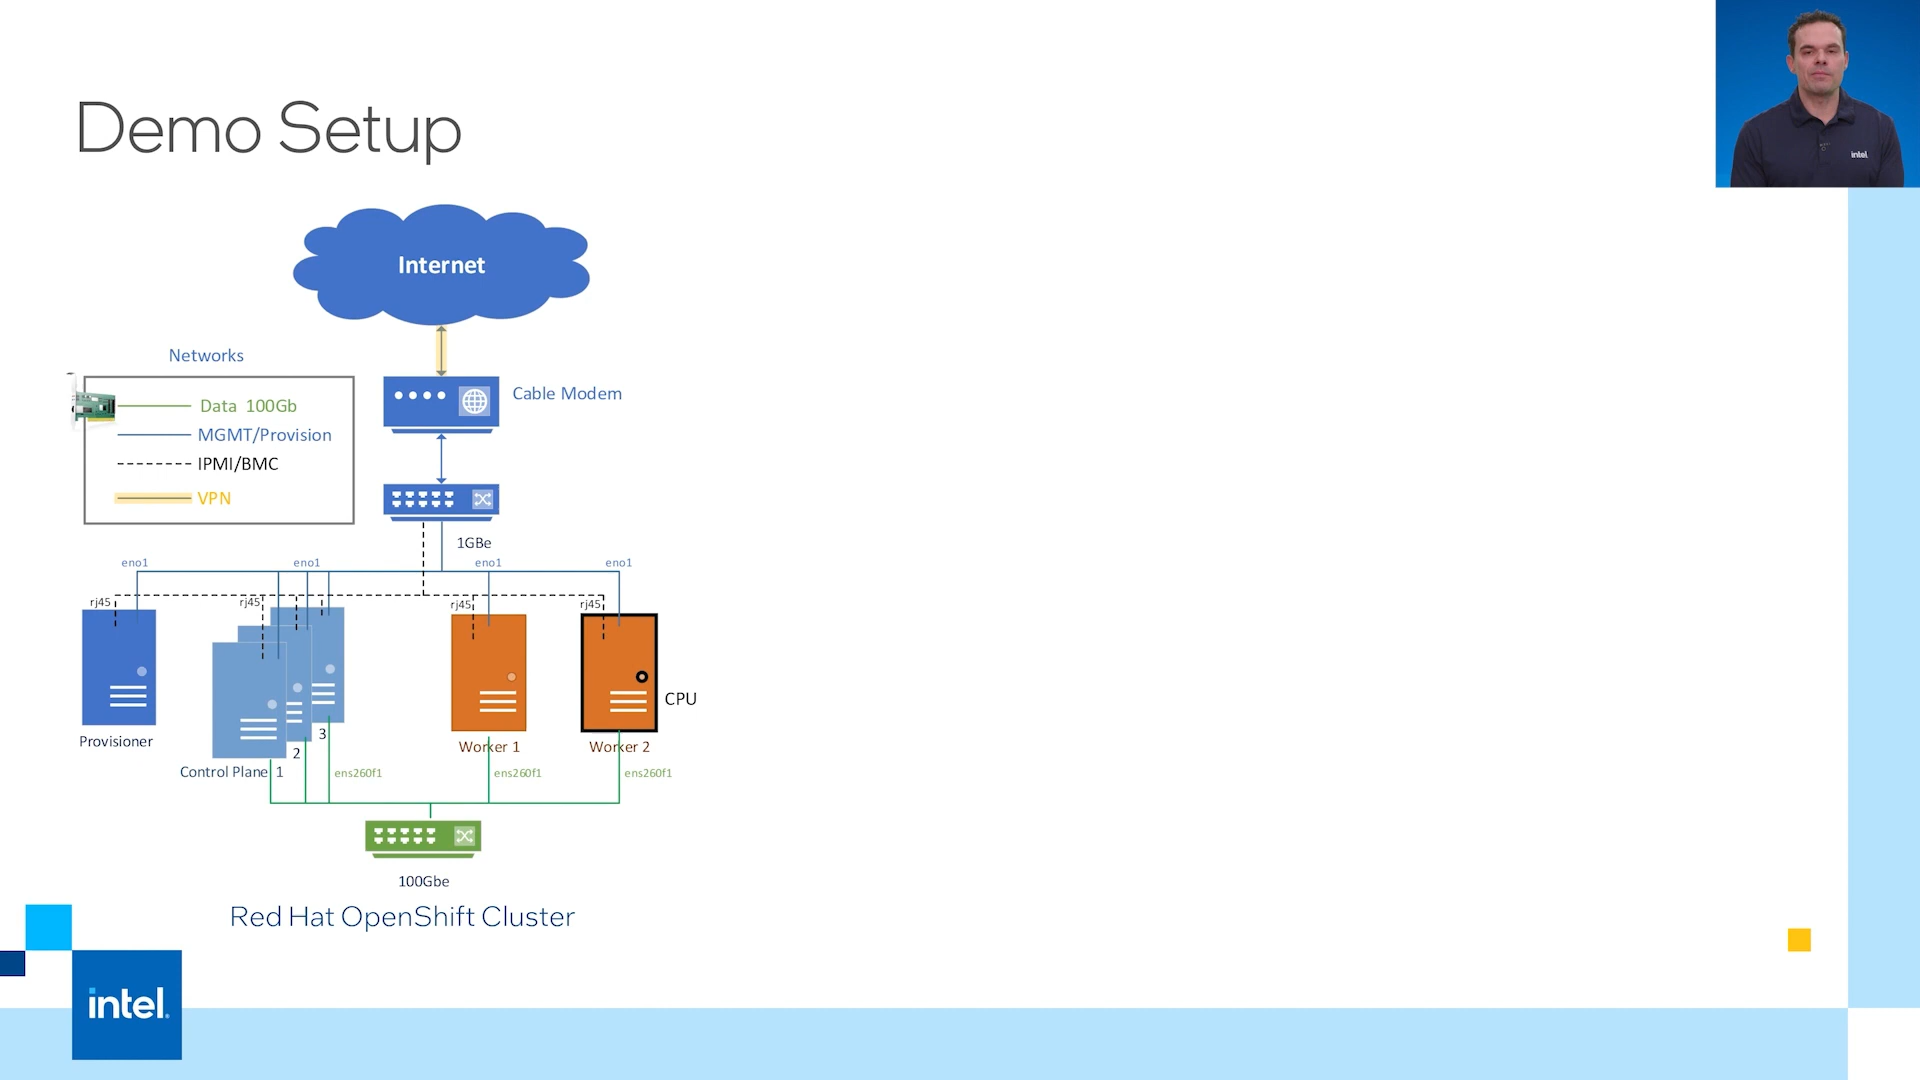 intel
Demo Setup
Internet
Networks
Cable Modem
Data 100Gb
MGMT/Provision
IPMI/BMC
VPN
1GBe
eno1
eno1
eno1
eno1
rj45
rj45
rj45
rj45
CPU
Provisioner
3
2
Control Plane 1
Worker 1
Worker 2
ens260f1
ens260f1
ens260f1
100Gbe
Red Hat OpenShift Cluster
intel.